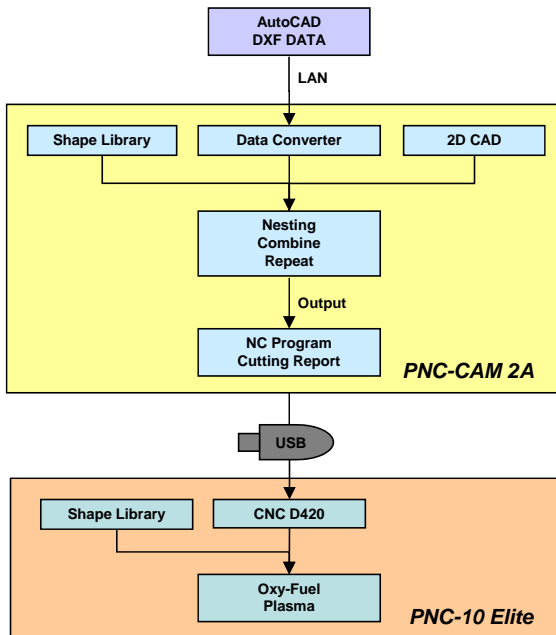 AutoCAD
DXF DATA
LAN
Shape Library
Data Converter
2D CAD
Nesting
Combine
Repeat
Output
NC Program
Cutting Report
PNC-CAM 2A
USB
Shape Library
CNC D420
Oxy-Fuel
Plasma
PNC-10 Elite